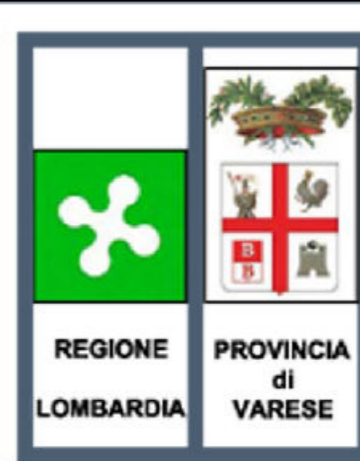 REGIONE
LOMBARDIA
B
B
PROVINCIA
di
VARESE